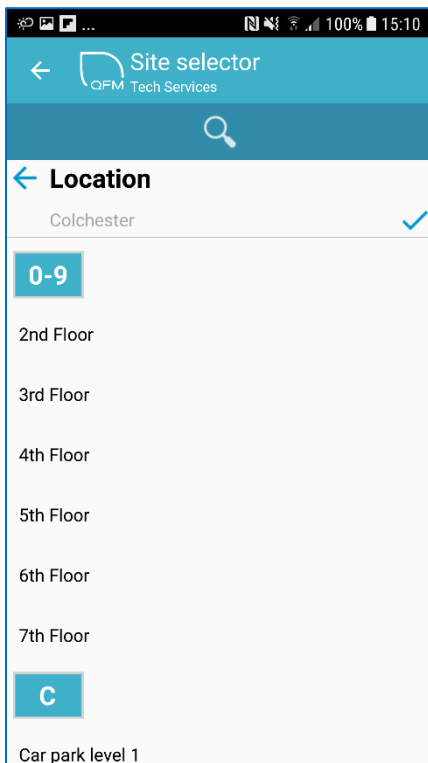 ... 100% 15:10
Site selector
QFM Tech Services
Location
Colchester
0-9
2nd Floor
3rd Floor
4th Floor
5th Floor
6th Floor
7th Floor
C
Car park level 1